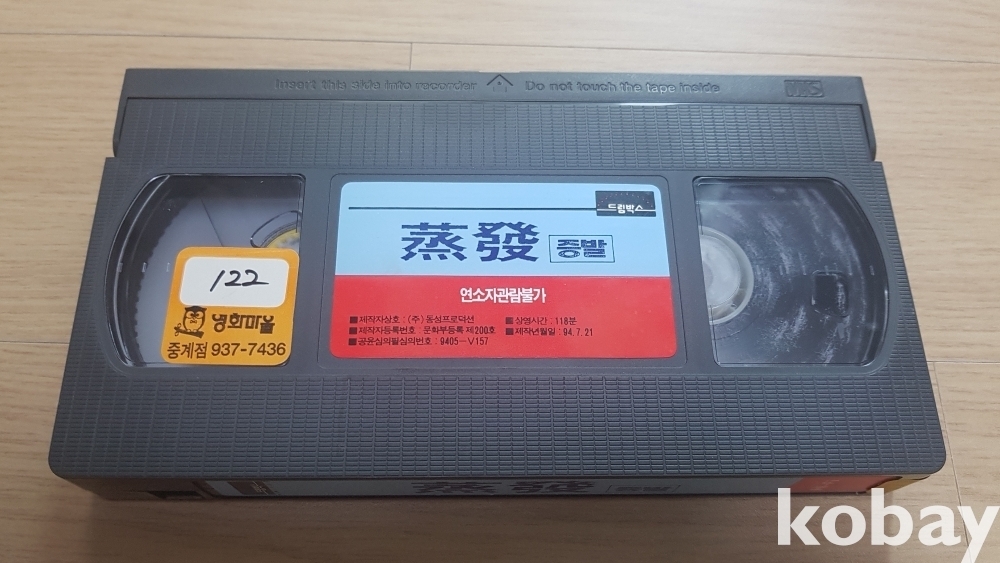 Insert this side into recorder Do not touch the tape inside VHS
드림박스
蒸發 증발
연소자관람불가
■제작자상호 : (주) 동성프로덕션 ■상영시간 : 118분
■제작자등록번호 : 문화부등록 제200호 ■제작년월일 : 94.7.21
■공윤심의필심의번호 : 9405-V157
122
영화마을
중계점 937-7436
蒸發 증발
kobay